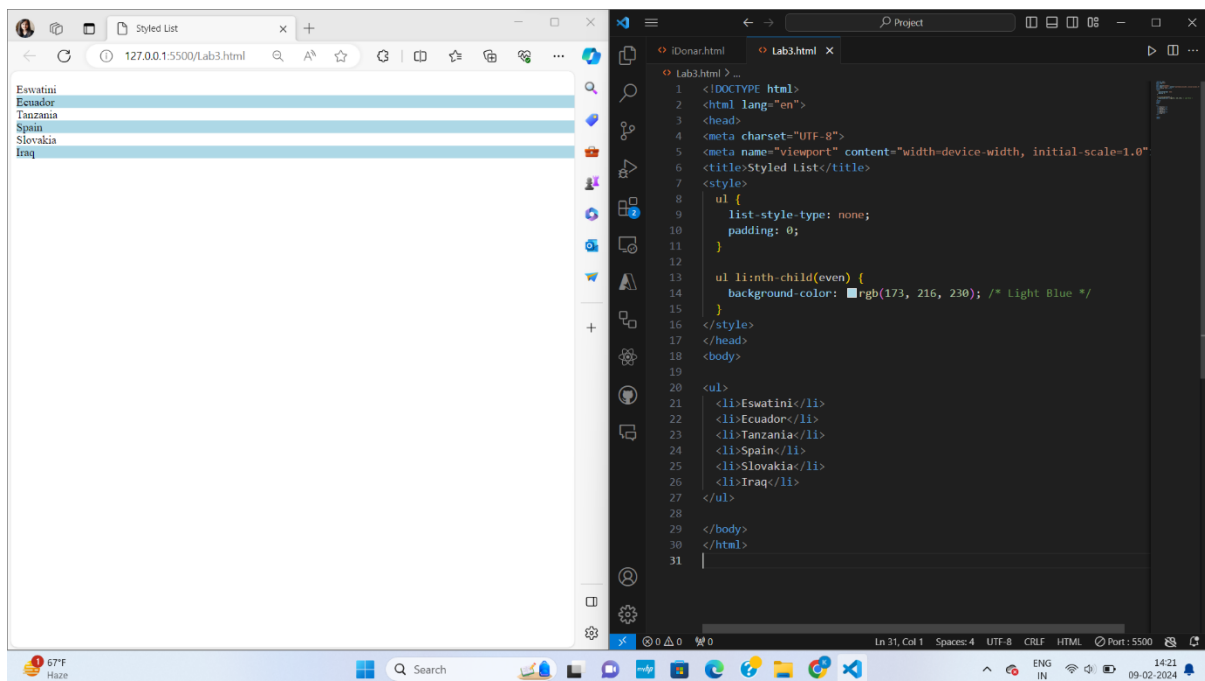 Styled List
127.0.0.1:5500/Lab3.html
Eswatini
Ecuador
Tanzania
Spain
Slovakia
Iraq
Project
iDonar.html
Lab3.html
Lab3.html > ...
1 <!DOCTYPE html>
2 <html lang="en">
3 <head>
4 <meta charset="UTF-8">
5 <meta name="viewport" content="width=device-width, initial-scale=1.0"
6 <title>Styled List</title>
7 <style>
8 ul {
9 list-style-type: none;
10 padding: 0;
11 }
12
13 ul li:nth-child(even) {
14 background-color: rgb(173, 216, 230); /* Light Blue */
15 }
16 </style>
17 </head>
18 <body>
19
20 <ul>
21 <li>Eswatini</li>
22 <li>Ecuador</li>
23 <li>Tanzania</li>
24 <li>Spain</li>
25 <li>Slovakia</li>
26 <li>Iraq</li>
27 </ul>
28
29 </body>
30 </html>
31
2
0 0 0 Ln 31, Col 1 Spaces: 4 UTF-8 CRLF HTML Port : 5500
1
67°F
Haze
Search
ENG
IN
14:21
09-02-2024